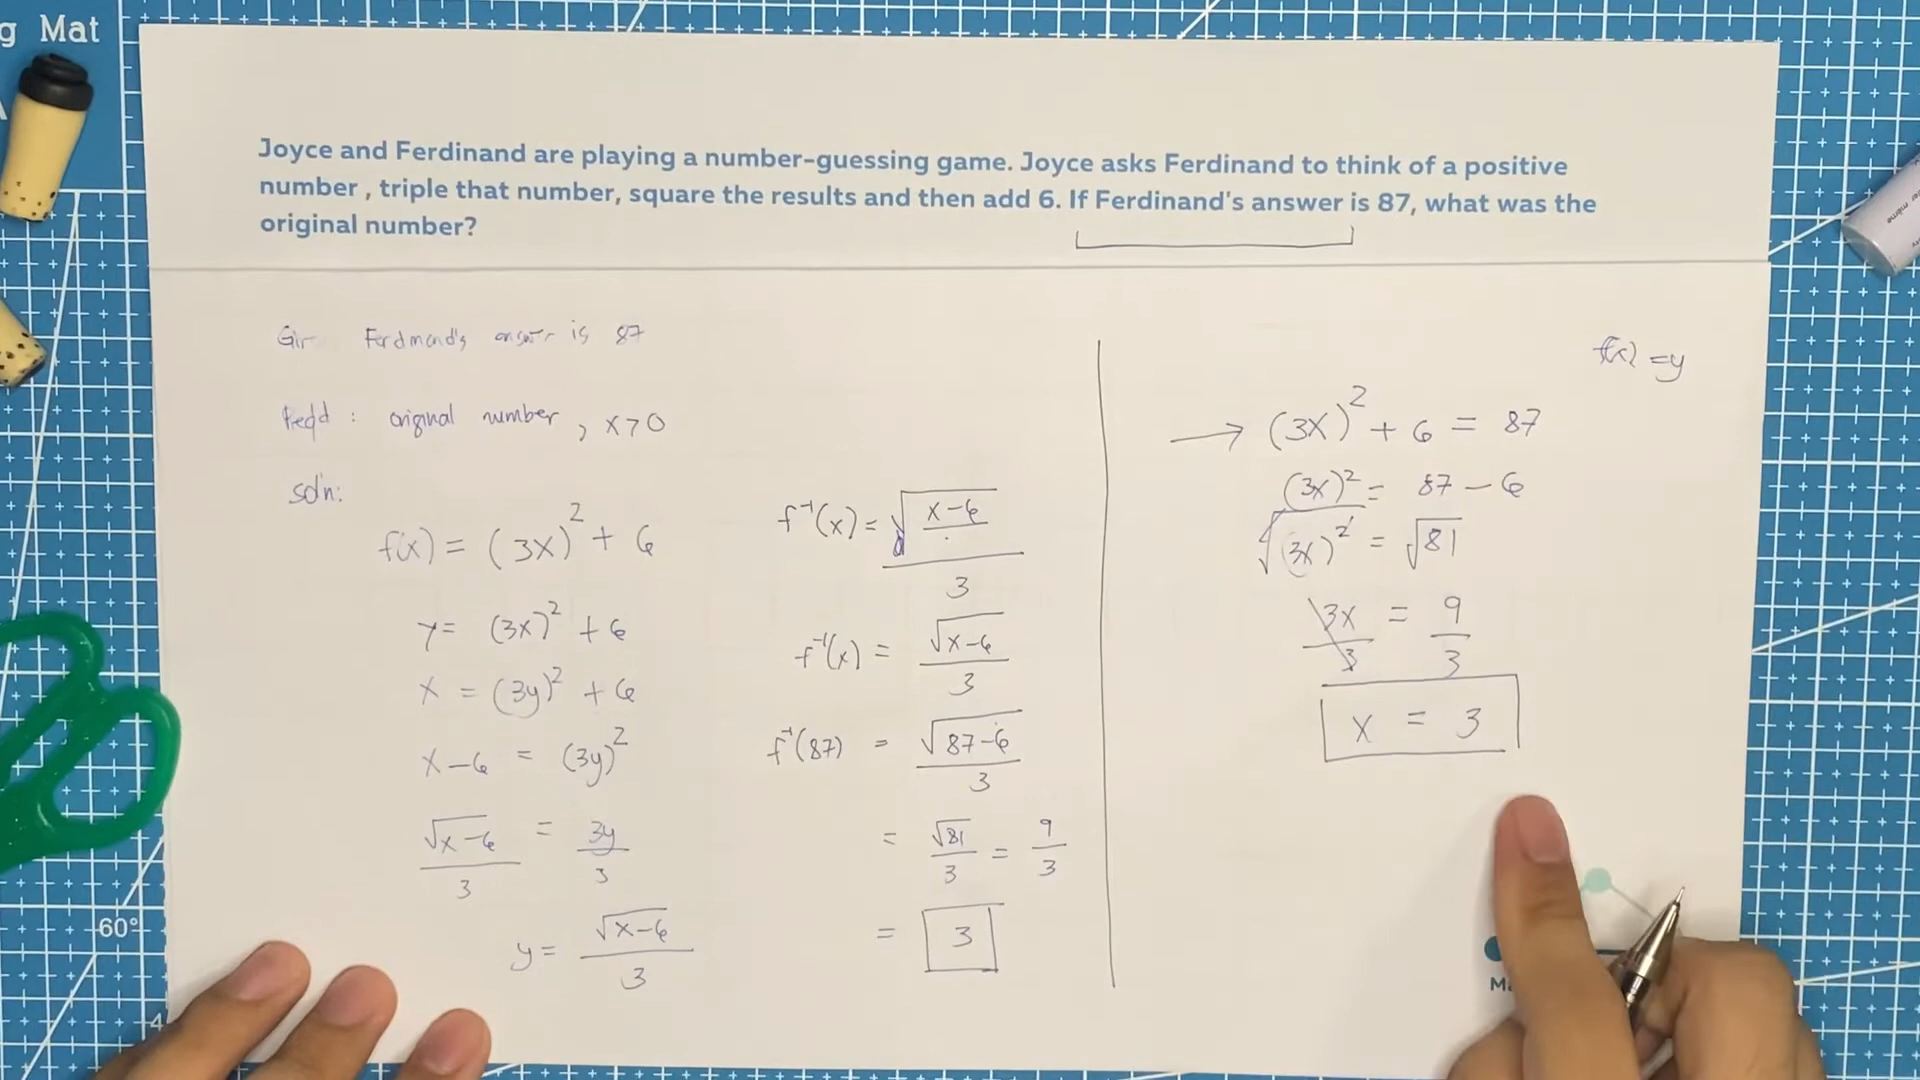 g Mat
Joyce and Ferdinand are playing a number-guessing game. Joyce asks Ferdinand to think of a positive
number , triple that number, square the results and then add 6. If Ferdinand's answer is 87, what was the
original number?
Ferdinand's answer is 87
Req'd : original number , x>0
sol'n:
f(x) = (3x)² + 6
y = (3x)² + 6
x = (3y)² + 6
x-6 = (3y)²
√x-6 / 3 = 3y / 3
y = √x-6 / 3
f⁻¹(x) = √x-6 / 3
f⁻¹(x) = √x-6 / 3
f⁻¹(87) = √87-6 / 3
= √81 / 3 = 9 / 3
= 3
f(x) = y
→ (3x)² + 6 = 87
(3x)² = 87 - 6
√(3x)² = √81
3x / 3 = 9 / 3
x = 3
60°
4